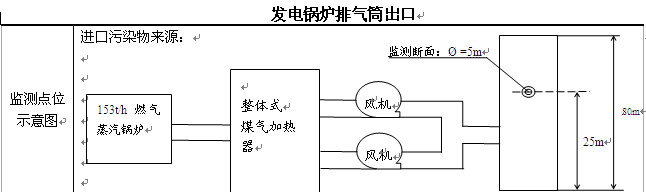 发电锅炉排气筒出口
监测点位
示意图
进口污染物来源：
153t/h 燃气
蒸汽锅炉
整体式
煤气加热
器
风机
风机
监测断面：Ø =5m
80m
25m